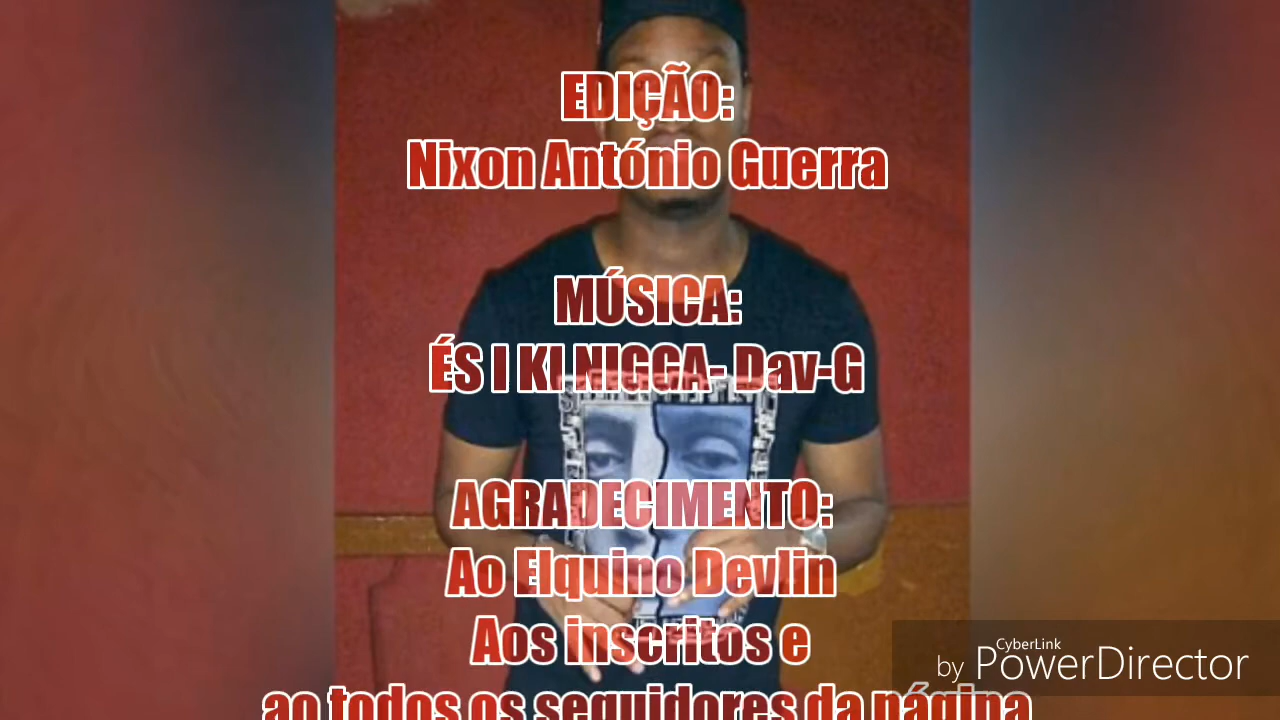 EDIÇÃO:
Nixon António Guerra
MÚSICA:
ÉS I KI NIGGA- Dav-G
AGRADECIMENTO:
Ao Elquino Devlin
Aos inscritos e
ao todos os seguidores da página
CyberLink
by PowerDirector